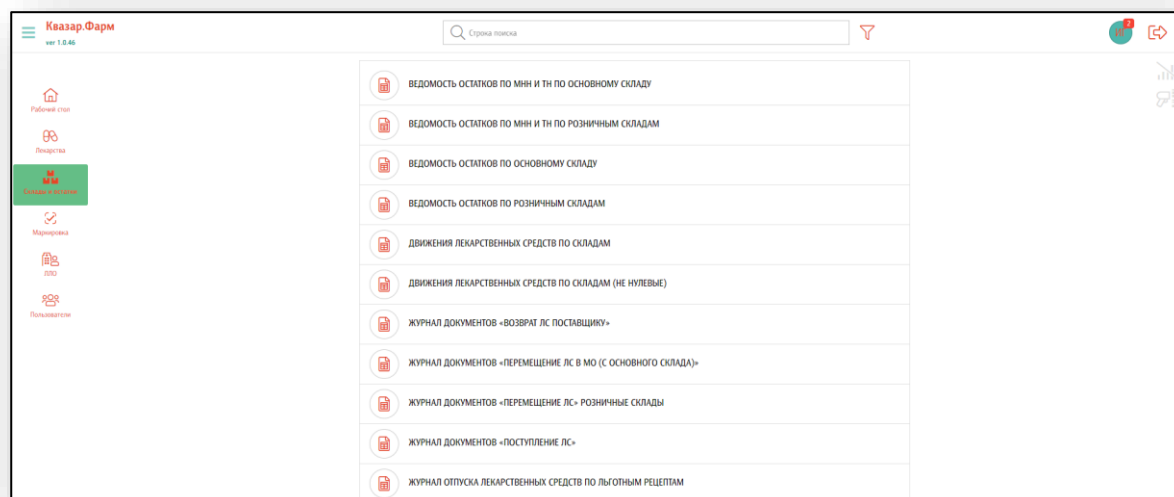 Квазар.Фарм
ver 1.0.46
Строка поиска
2
Рабочий стол
Лекарства
Склады и остатки
Маркировка
ПЛО
Пользователи
ВЕДОМОСТЬ ОСТАТКОВ ПО МНН И ТН ПО ОСНОВНОМУ СКЛАДУ
ВЕДОМОСТЬ ОСТАТКОВ ПО МНН И ТН ПО РОЗНИЧНЫМ СКЛАДАМ
ВЕДОМОСТЬ ОСТАТКОВ ПО ОСНОВНОМУ СКЛАДУ
ВЕДОМОСТЬ ОСТАТКОВ ПО РОЗНИЧНЫМ СКЛАДАМ
ДВИЖЕНИЯ ЛЕКАРСТВЕННЫХ СРЕДСТВ ПО СКЛАДАМ
ДВИЖЕНИЯ ЛЕКАРСТВЕННЫХ СРЕДСТВ ПО СКЛАДАМ (НЕ НУЛЕВЫЕ)
ЖУРНАЛ ДОКУМЕНТОВ «ВОЗВРАТ ЛС ПОСТАВЩИКУ»
ЖУРНАЛ ДОКУМЕНТОВ «ПЕРЕМЕЩЕНИЕ ЛС В МО (С ОСНОВНОГО СКЛАДА)»
ЖУРНАЛ ДОКУМЕНТОВ «ПЕРЕМЕЩЕНИЕ ЛС» РОЗНИЧНЫЕ СКЛАДЫ
ЖУРНАЛ ДОКУМЕНТОВ «ПОСТУПЛЕНИЕ ЛС»
ЖУРНАЛ ОТПУСКА ЛЕКАРСТВЕННЫХ СРЕДСТВ ПО ЛЬГОТНЫМ РЕЦЕПТАМ